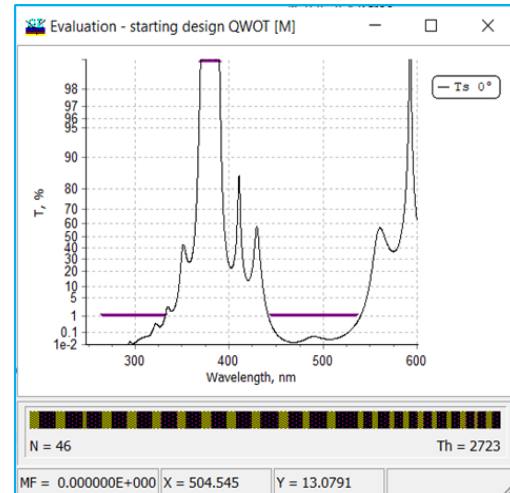 Evaluation - starting design QWOT [M]
98
97
96
95
90
80
70
60
50
40
30
20
10
5
1
0.1
1e-2
T, %
Ts 0°
300 400 500 600
Wavelength, nm
N = 46 Th = 2723
MF = 0.000000E+000 X = 504.545 Y = 13.0791